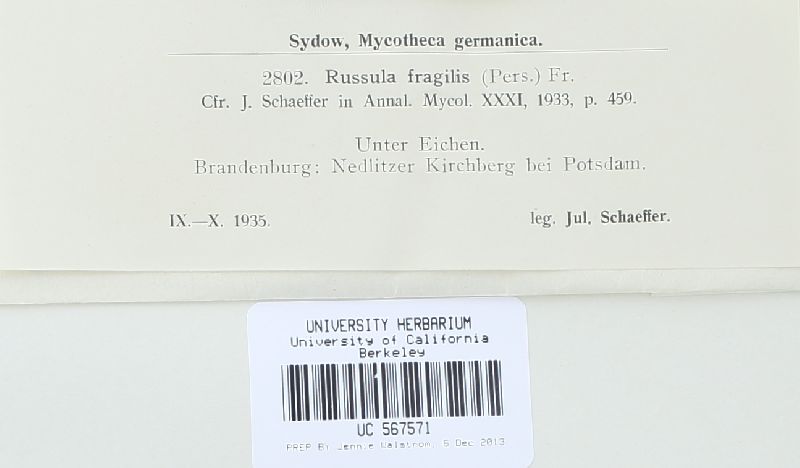 Sydow, Mycotheca germanica.
2802. Russula fragilis (Pers.) Fr.
Cfr. J. Schaeffer in Annal. Mycol. XXXI, 1933, p. 459.
Unter Eichen.
Brandenburg: Nedlitzer Kirchberg bei Potsdam.
IX.—X. 1935. leg. Jul. Schaeffer.
UNIVERSITY HERBARIUM
University of California
Berkeley
UC 567571
PREP BY Jennie Walstrom, 6 Dec 2013